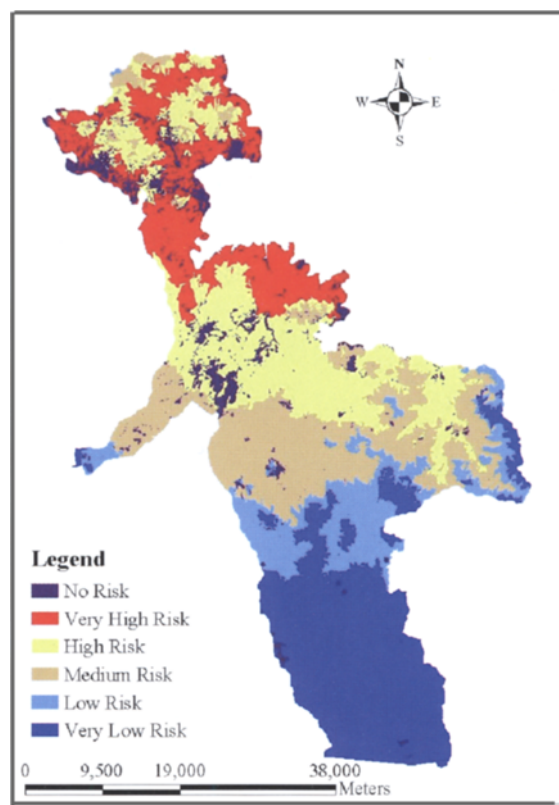 N
W E
S
Legend
No Risk
Very High Risk
High Risk
Medium Risk
Low Risk
Very Low Risk
0 9,500 19,000 38,000
Meters